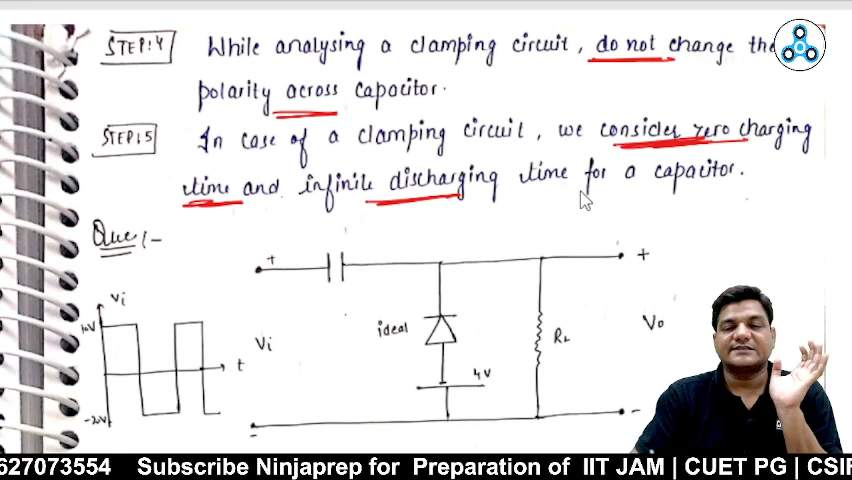 STEP:4 While analysing a clamping circuit, do not change the
polarity across capacitor.
STEP:5 In case of a clamping circuit, we consider zero charging
time and infinite discharging time for a capacitor.
Que:-
+
+
Vi
10V
ideal
RL
Vo
Vi
t
4V
-20V
-
-
627073554 Subscribe Ninjaprep for Preparation of IIT JAM | CUET PG | CSIR